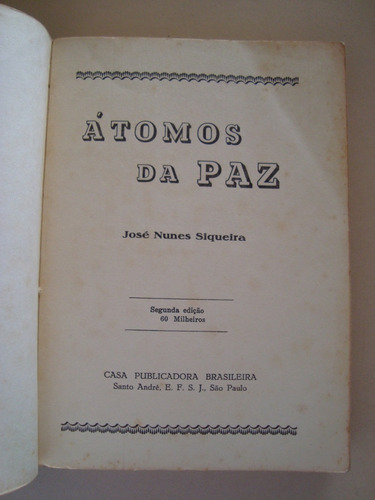 ÁTOMOS
DA PAZ
José Nunes Siqueira
Segunda edição
60 Milheiros
CASA PUBLICADORA BRASILEIRA
Santo André, E. F. S. J., São Paulo